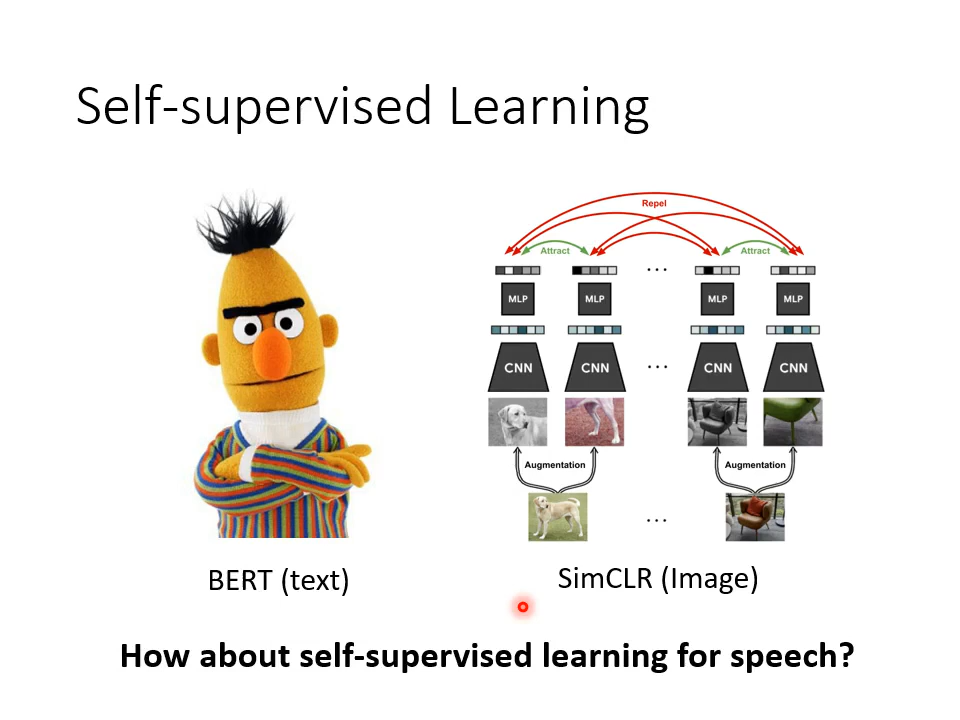 Self-supervised Learning
Repel
Attract
Attract
...
MLP
MLP
MLP
MLP
CNN
CNN
...
CNN
CNN
Augmentation
Augmentation
...
BERT (text)
SimCLR (Image)
How about self-supervised learning for speech?